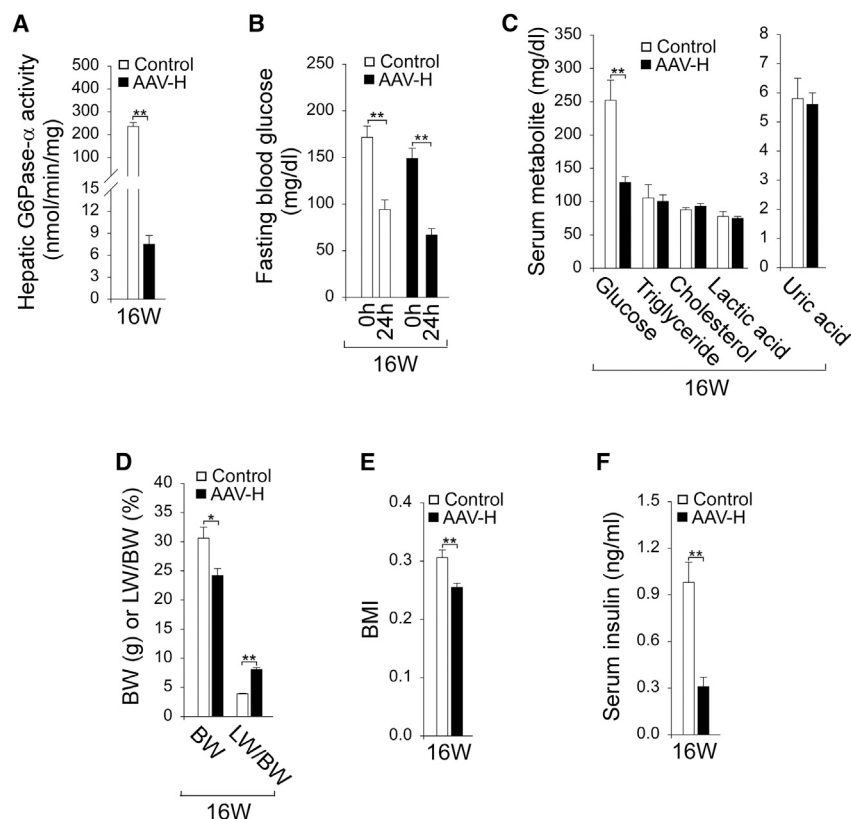 A
Control
AAV-H
Hepatic G6Pase-α activity
(nmol/min/mg)
500
400
300
200
100
15
12
9
6
3
0
**
16W
B
Control
AAV-H
Fasting blood glucose
(mg/dl)
250
200
150
100
50
0
**
**
0h
24h
0h
24h
16W
C
Control
AAV-H
Serum metabolite (mg/dl)
350
300
250
200
150
100
50
0
**
8
7
6
5
4
3
2
1
0
Glucose
Triglyceride
Cholesterol
Lactic acid
Uric acid
16W
D
Control
AAV-H
BW (g) or LW/BW (%)
40
35
30
25
20
15
10
5
0
*
**
BW
LW/BW
16W
E
Control
AAV-H
BMI
0.4
0.3
0.2
0.1
0.0
**
16W
F
Control
AAV-H
Serum insulin (ng/ml)
1.5
1.2
0.9
0.6
0.3
0.0
**
16W